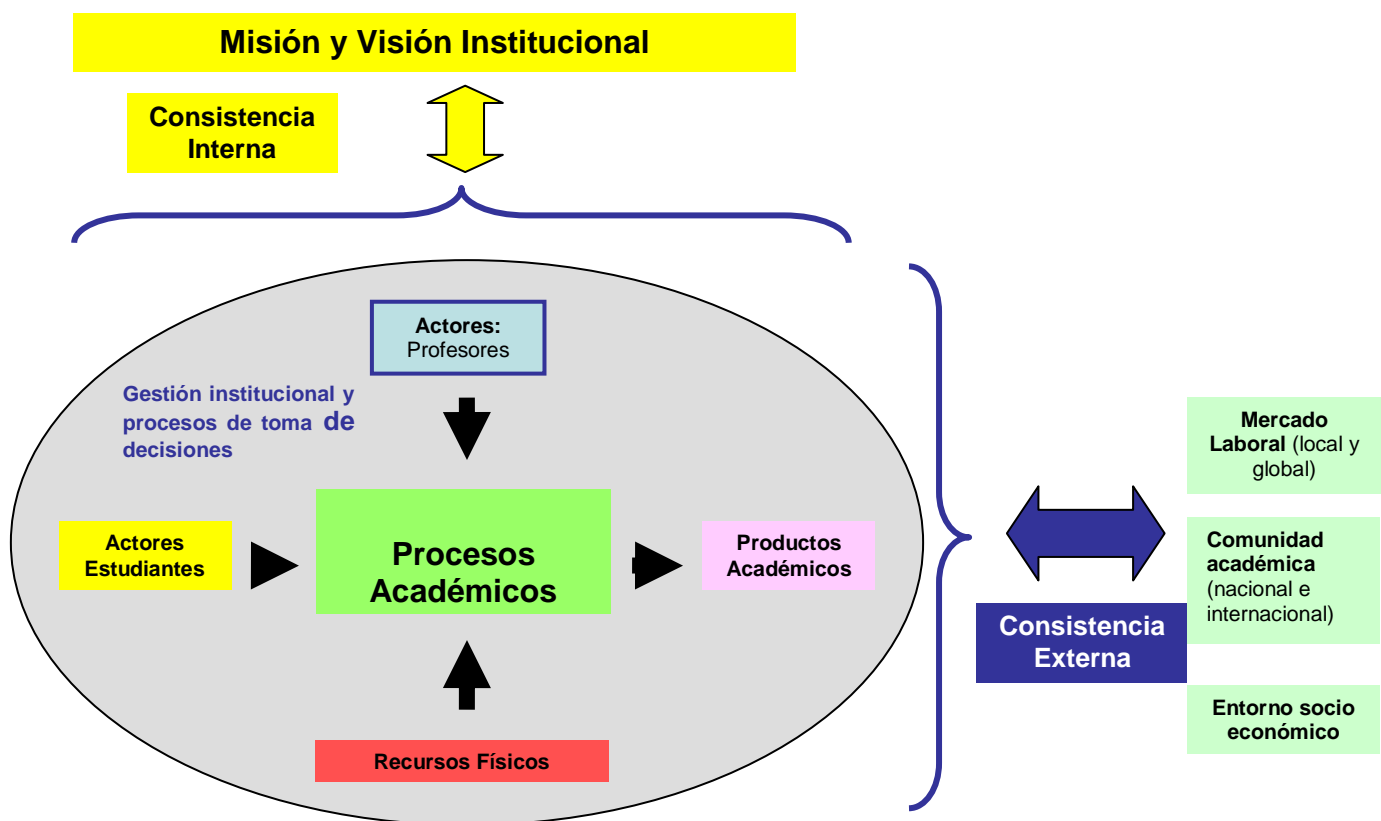 Misión y Visión Institucional
Consistencia
Interna
Actores:
Profesores
Gestión institucional y
procesos de toma de
decisiones
Actores
Estudiantes
Procesos
Académicos
Productos
Académicos
Recursos Físicos
Consistencia
Externa
Mercado
Laboral (local y
global)
Comunidad
académica
(nacional e
internacional)
Entorno socio
económico